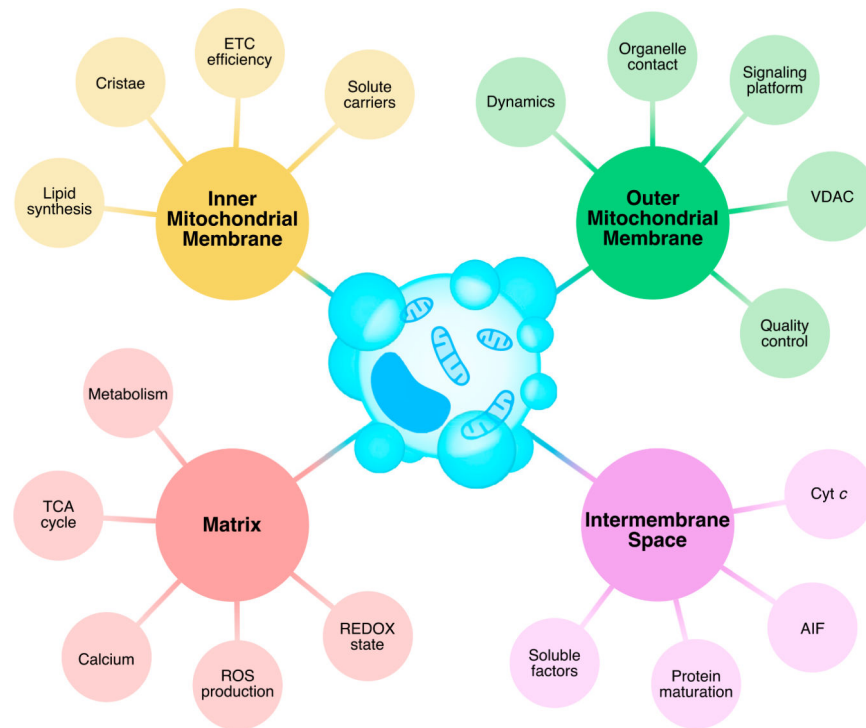 ETC
efficiency
Cristae
Solute
carriers
Lipid
synthesis
Inner
Mitochondrial
Membrane
Organelle
contact
Signaling
platform
Dynamics
VDAC
Quality
control
Outer
Mitochondrial
Membrane
Metabolism
TCA
cycle
Calcium
ROS
production
REDOX
state
Matrix
Intermembrane
Space
Cyt c
AIF
Protein
maturation
Soluble
factors